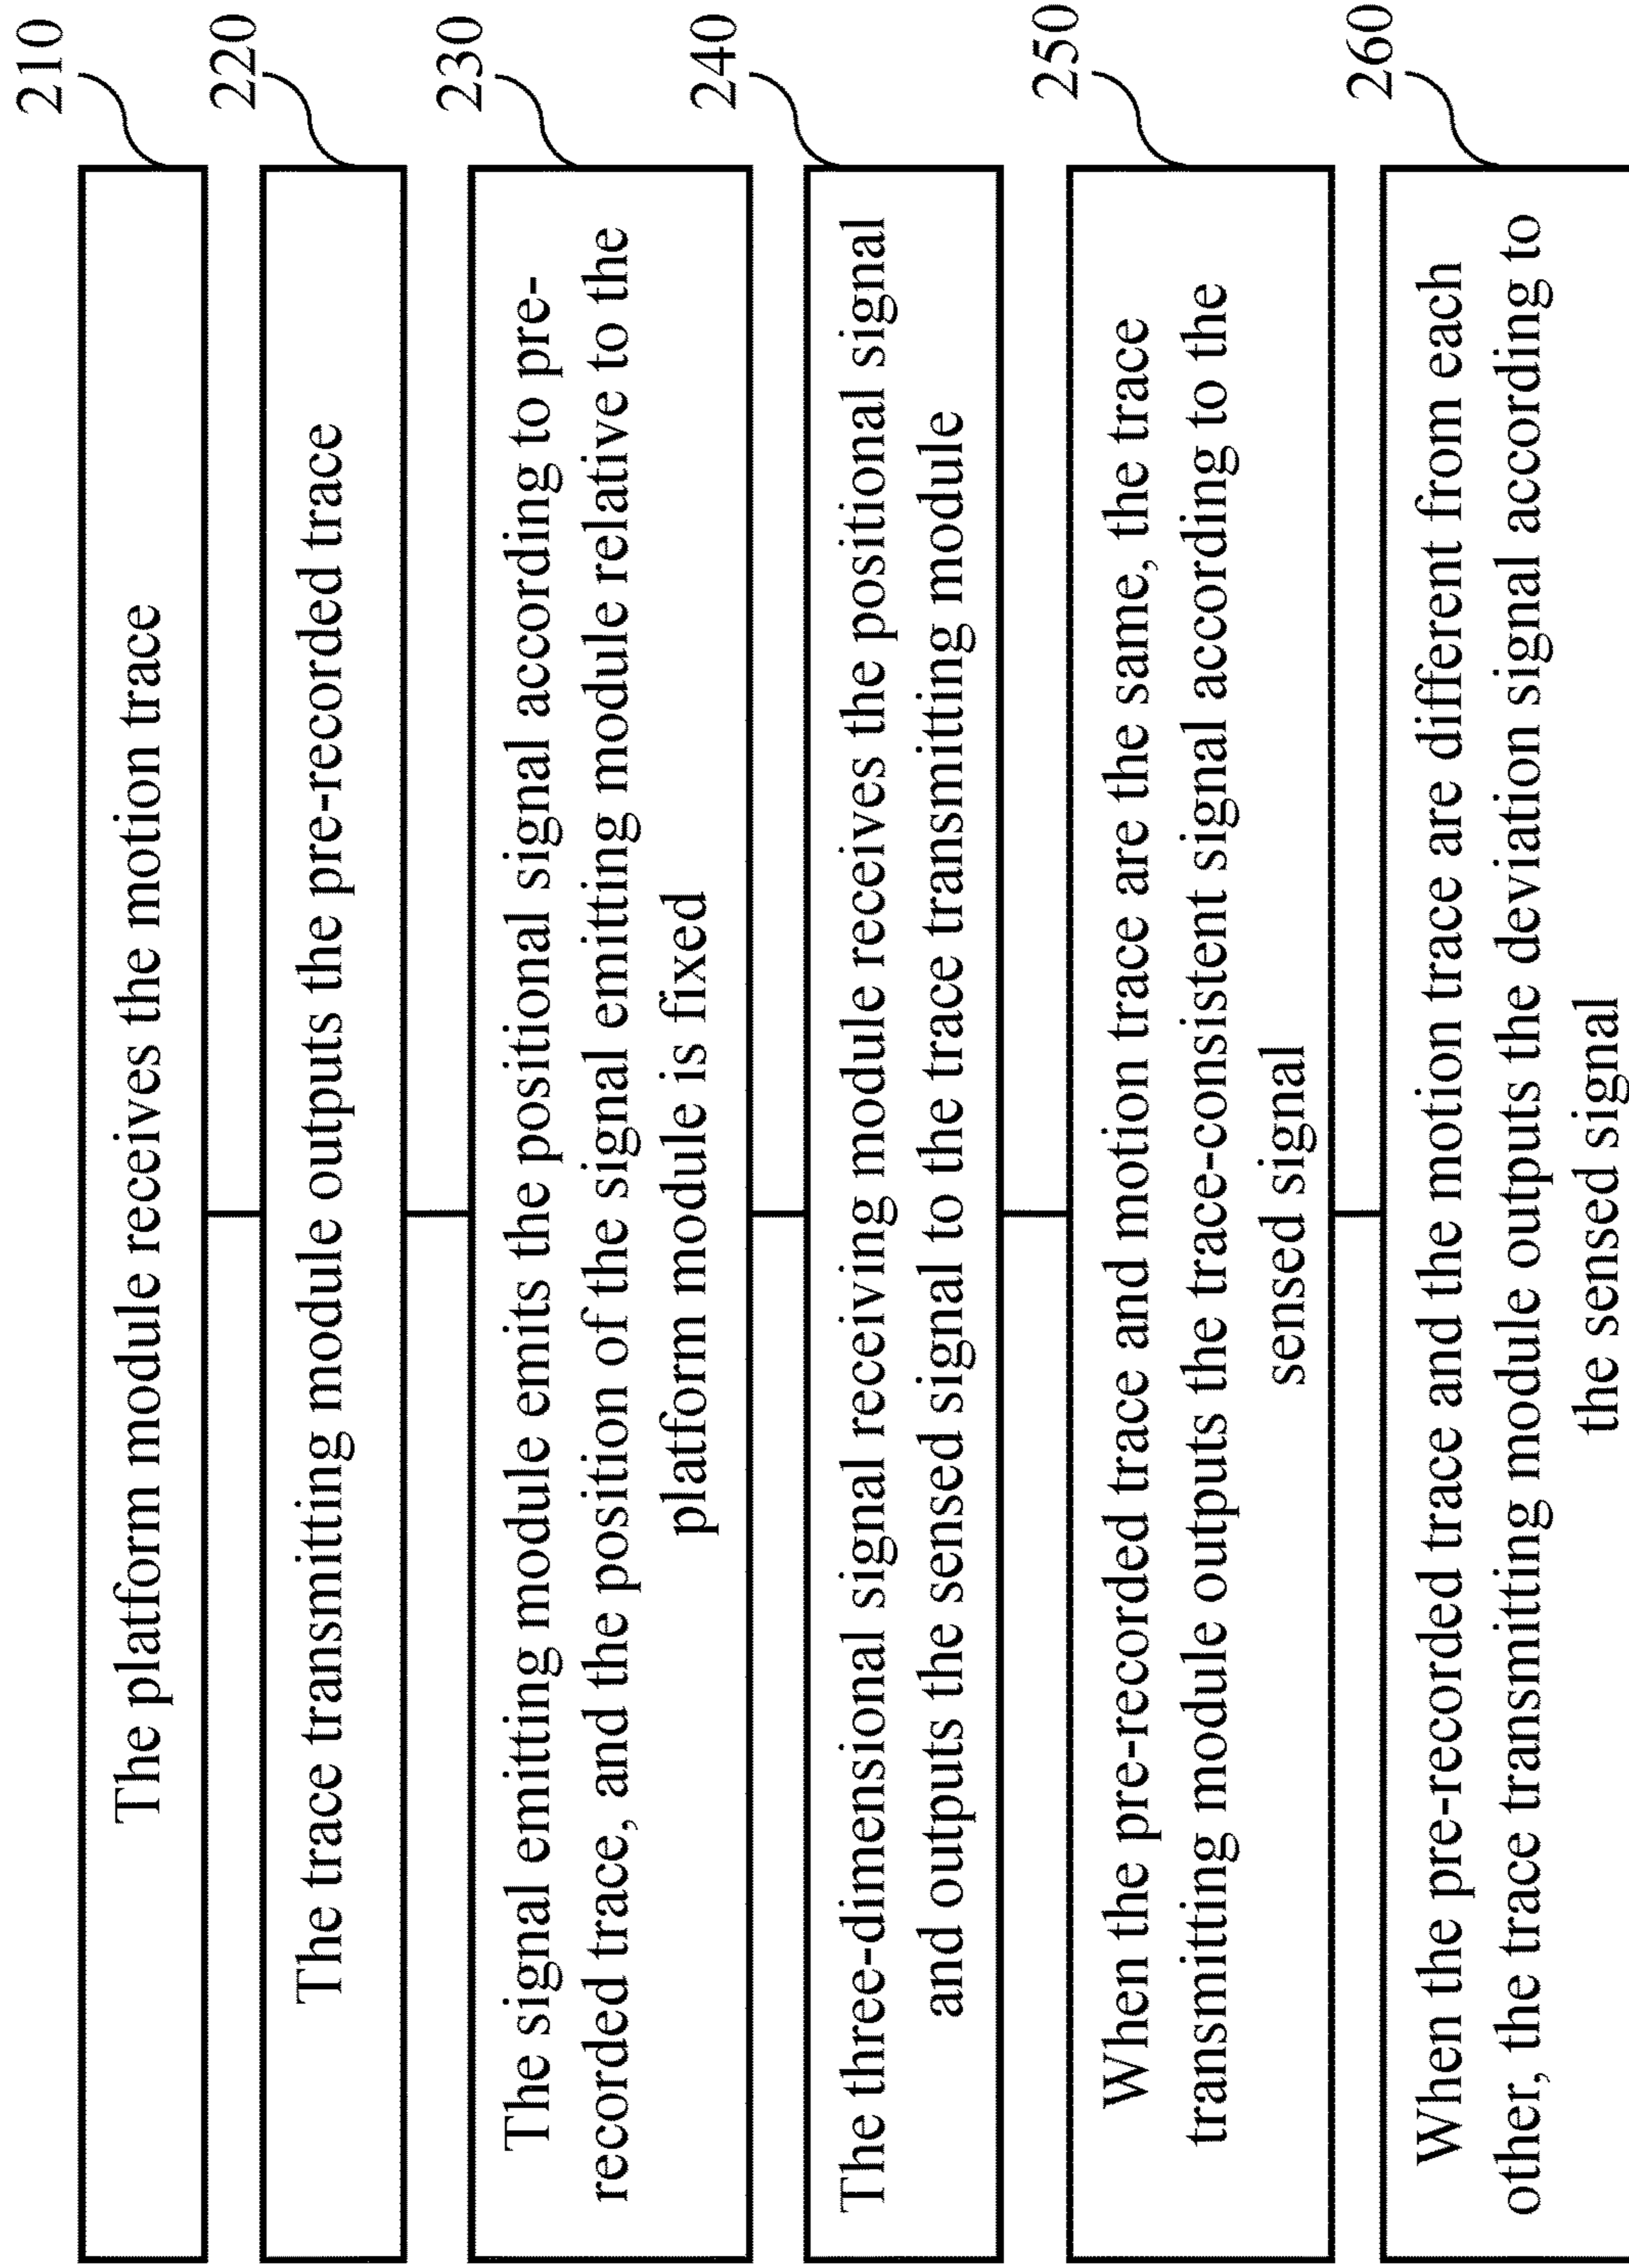 210
The platform module receives the motion trace
220
The trace transmitting module outputs the pre-recorded trace
230
The signal emitting module emits the positional signal according to pre-
recorded trace, and the position of the signal emitting module relative to the
platform module is fixed
240
The three-dimensional signal receiving module receives the positional signal
and outputs the sensed signal to the trace transmitting module
250
When the pre-recorded trace and motion trace are the same, the trace
transmitting module outputs the trace-consistent signal according to the
sensed signal
260
When the pre-recorded trace and the motion trace are different from each
other, the trace transmitting module outputs the deviation signal according to
the sensed signal